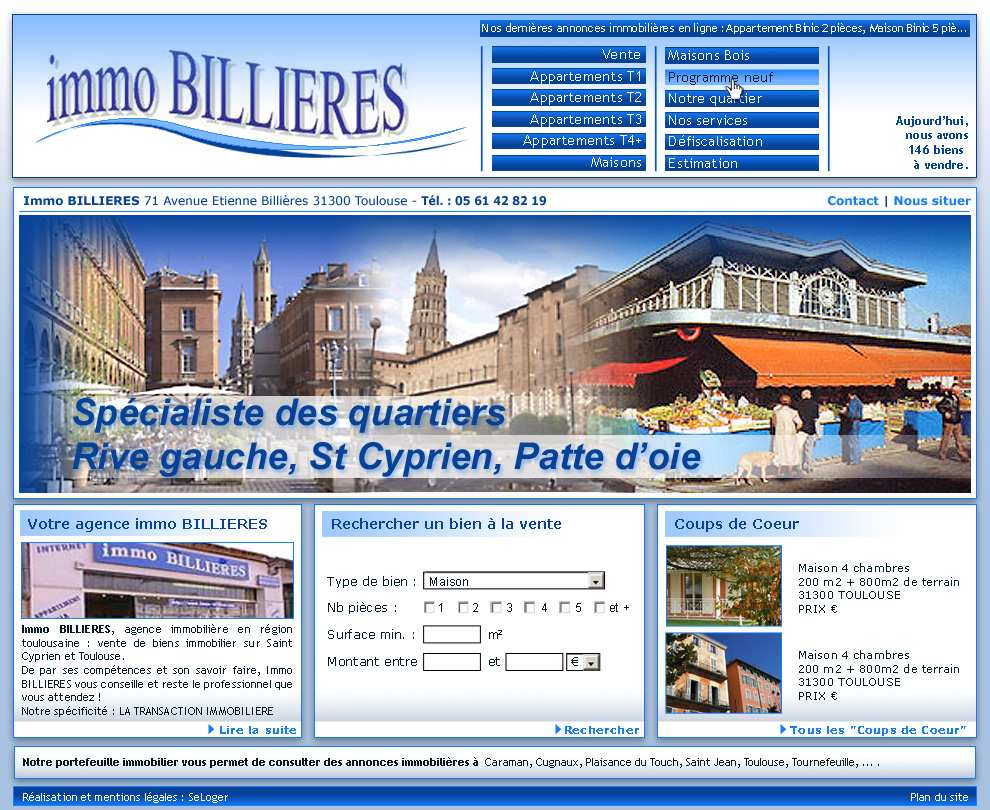 Nos dernières annonces immobilières en ligne : Appartement Binic 2 pièces, Maison Binic 5 piè...
immo BILLIERES
Vente
Appartements T1
Appartements T2
Appartements T3
Appartements T4+
Maisons
Maisons Bois
Programme neuf
Notre quartier
Nos services
Défiscalisation
Estimation
Aujourd'hui,
nous avons
146 biens
à vendre.
Immo BILLIERES 71 Avenue Etienne Billières 31300 Toulouse - Tél. : 05 61 42 82 19
Contact | Nous situer
Spécialiste des quartiers
Rive gauche, St Cyprien, Patte d'oie
Votre agence immo BILLIERES
INTERNET
immo BILLIERES
APPARTEMENT
Immo BILLIERES, agence immobilière en région
toulousaine : vente de biens immobilier sur Saint
Cyprien et Toulouse.
De par ses compétences et son savoir faire, Immo
BILLIERES vous conseille et reste le professionnel que
vous attendez !
Notre spécificité : LA TRANSACTION IMMOBILIERE
Lire la suite
Rechercher un bien à la vente
Type de bien : Maison
Nb pièces : 1 2 3 4 5 et +
Surface min. : m²
Montant entre et €
Rechercher
Coups de Coeur
Maison 4 chambres
200 m2 + 800m2 de terrain
31300 TOULOUSE
PRIX €
Maison 4 chambres
200 m2 + 800m2 de terrain
31300 TOULOUSE
PRIX €
Tous les "Coups de Coeur"
Notre portefeuille immobilier vous permet de consulter des annonces immobilières à Caraman, Cugnaux, Plaisance du Touch, Saint Jean, Toulouse, Tournefeuille, ... .
Réalisation et mentions légales : SeLoger
Plan du site